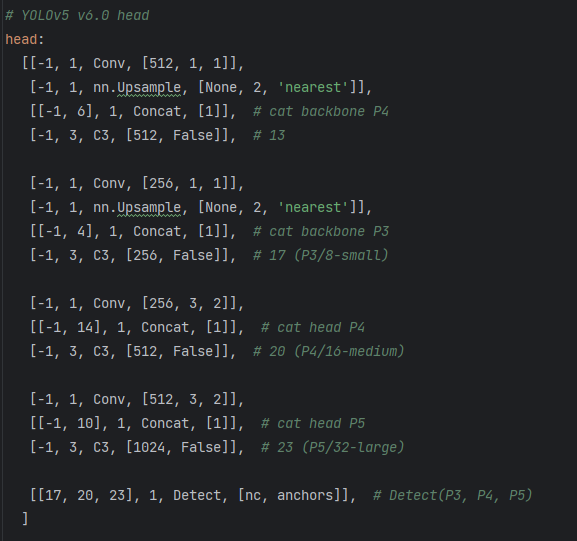 # YOLOv5 v6.0 head
head:
[[-1, 1, Conv, [512, 1, 1]],
[-1, 1, nn.Upsample, [None, 2, 'nearest']],
[[-1, 6], 1, Concat, [1]],  # cat backbone P4
[-1, 3, C3, [512, False]],  # 13
[-1, 1, Conv, [256, 1, 1]],
[-1, 1, nn.Upsample, [None, 2, 'nearest']],
[[-1, 4], 1, Concat, [1]],  # cat backbone P3
[-1, 3, C3, [256, False]],  # 17 (P3/8-small)
[-1, 1, Conv, [256, 3, 2]],
[[-1, 14], 1, Concat, [1]],  # cat head P4
[-1, 3, C3, [512, False]],  # 20 (P4/16-medium)
[-1, 1, Conv, [512, 3, 2]],
[[-1, 10], 1, Concat, [1]],  # cat head P5
[-1, 3, C3, [1024, False]],  # 23 (P5/32-large)
[[17, 20, 23], 1, Detect, [nc, anchors]],  # Detect(P3, P4, P5)
]